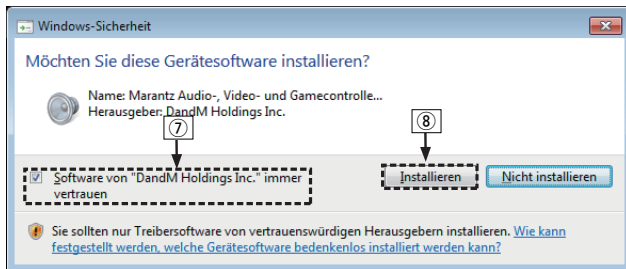 Windows-Sicherheit
Möchten Sie diese Gerätesoftware installieren?
Name: Marantz Audio-, Video- und Gamecontrolle...
Herausgeber: DandM Holdings Inc.
⑦
⑧
Software von "DandM Holdings Inc." immer
vertrauen
Installieren
Nicht installieren
Sie sollten nur Treibersoftware von vertrauenswürdigen Herausgebern installieren. Wie kann
festgestellt werden, welche Gerätesoftware bedenkenlos installiert werden kann?